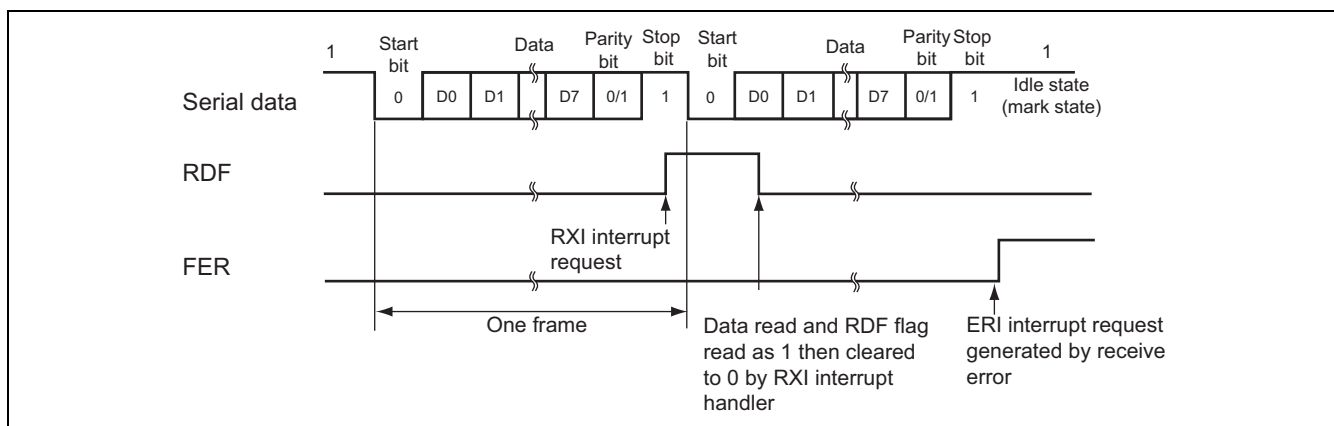 1
Start bit
Data
Parity bit
Stop bit
Start bit
Data
Parity bit
Stop bit
1
Serial data
0 D0 D1 D7 0/1 1 0 D0 D1 D7 0/1 1
Idle state
(mark state)
RDF
RXI interrupt
request
FER
One frame
Data read and RDF flag
read as 1 then cleared
to 0 by RXI interrupt
handler
ERI interrupt request
generated by receive
error